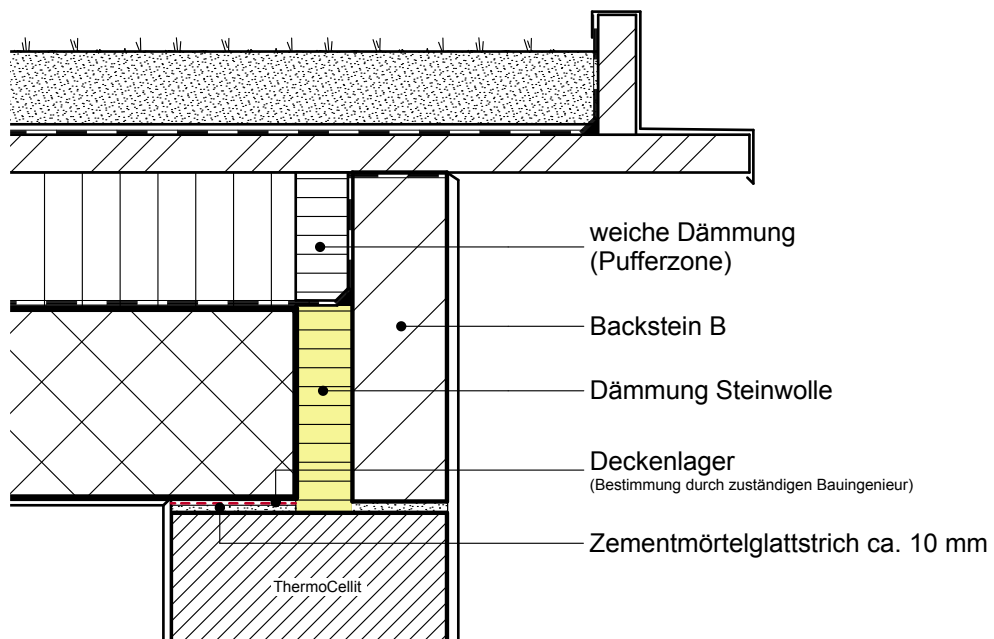 weiche Dämmung
(Pufferzone)
Backstein B
Dämmung Steinwolle
Deckenlager
(Bestimmung durch zuständigen Bauingenieur)
Zementmörtelglattstrich ca. 10 mm
ThermoCellit